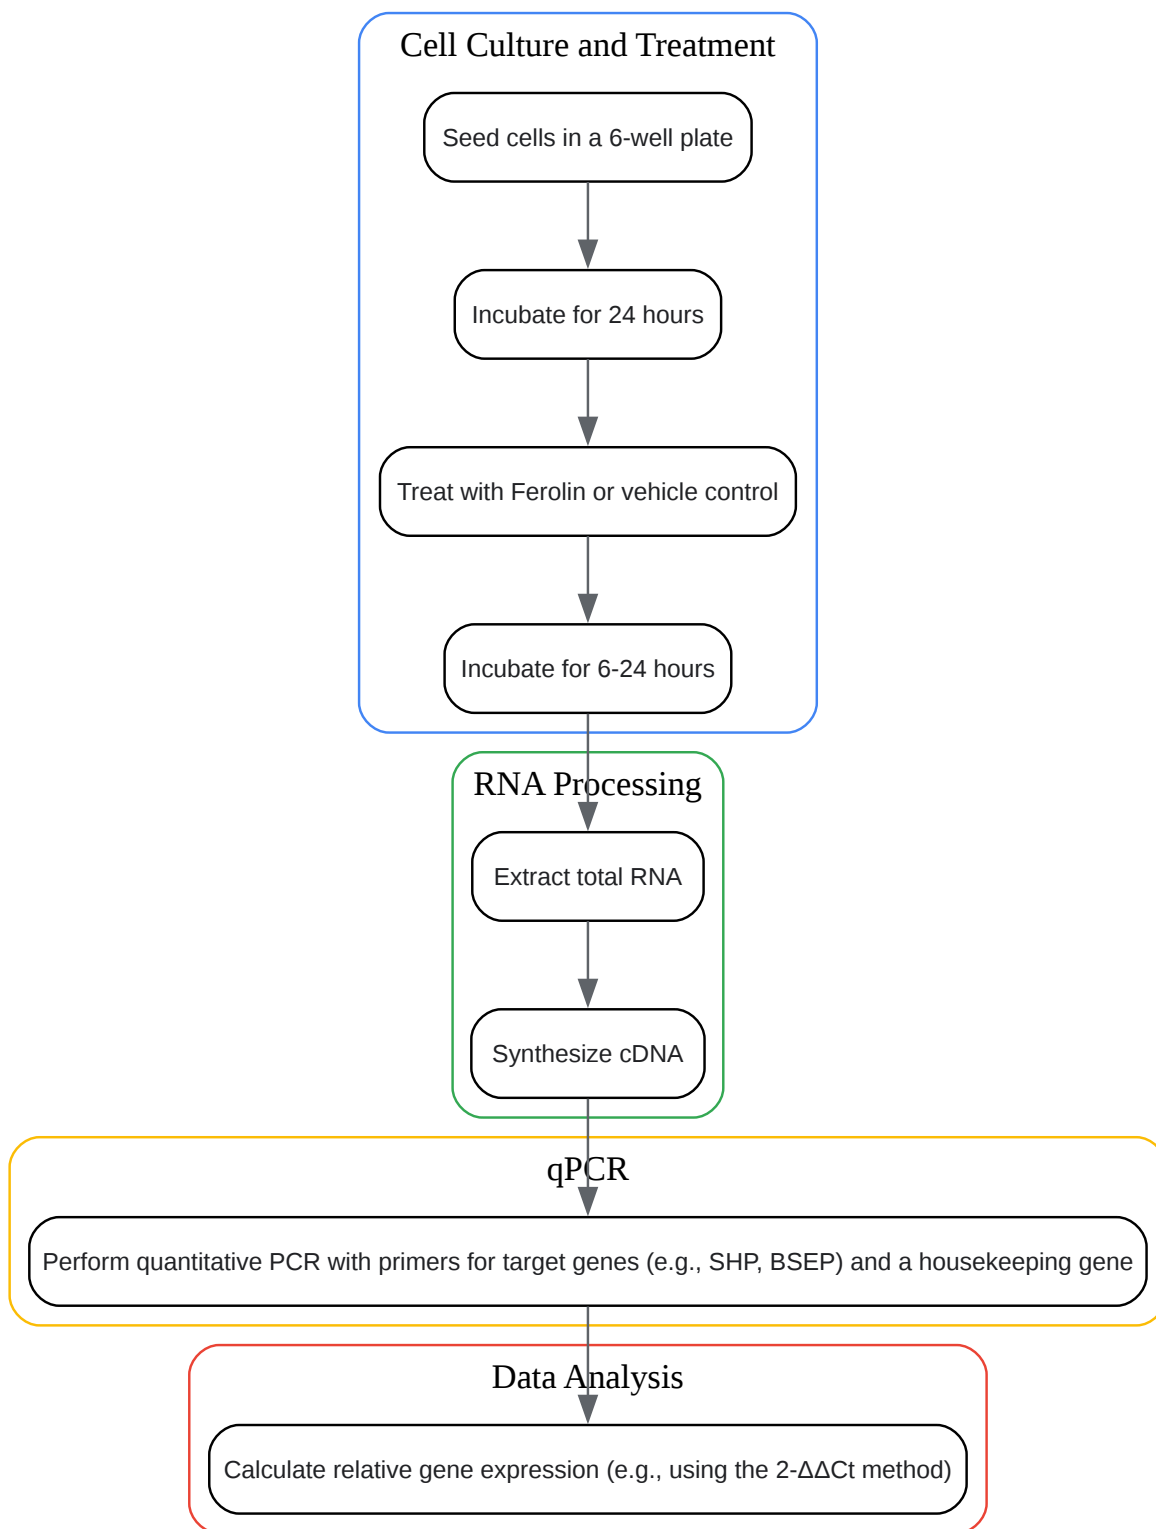 Cell Culture and Treatment
Seed cells in a 6-well plate
Incubate for 24 hours
Treat with Ferolin or vehicle control
Incubate for 6-24 hours
RNA Processing
Extract total RNA
Synthesize cDNA
qPCR
Perform quantitative PCR with primers for target genes (e.g., SHP, BSEP) and a housekeeping gene
Data Analysis
Calculate relative gene expression (e.g., using the 2-ΔΔCt method)